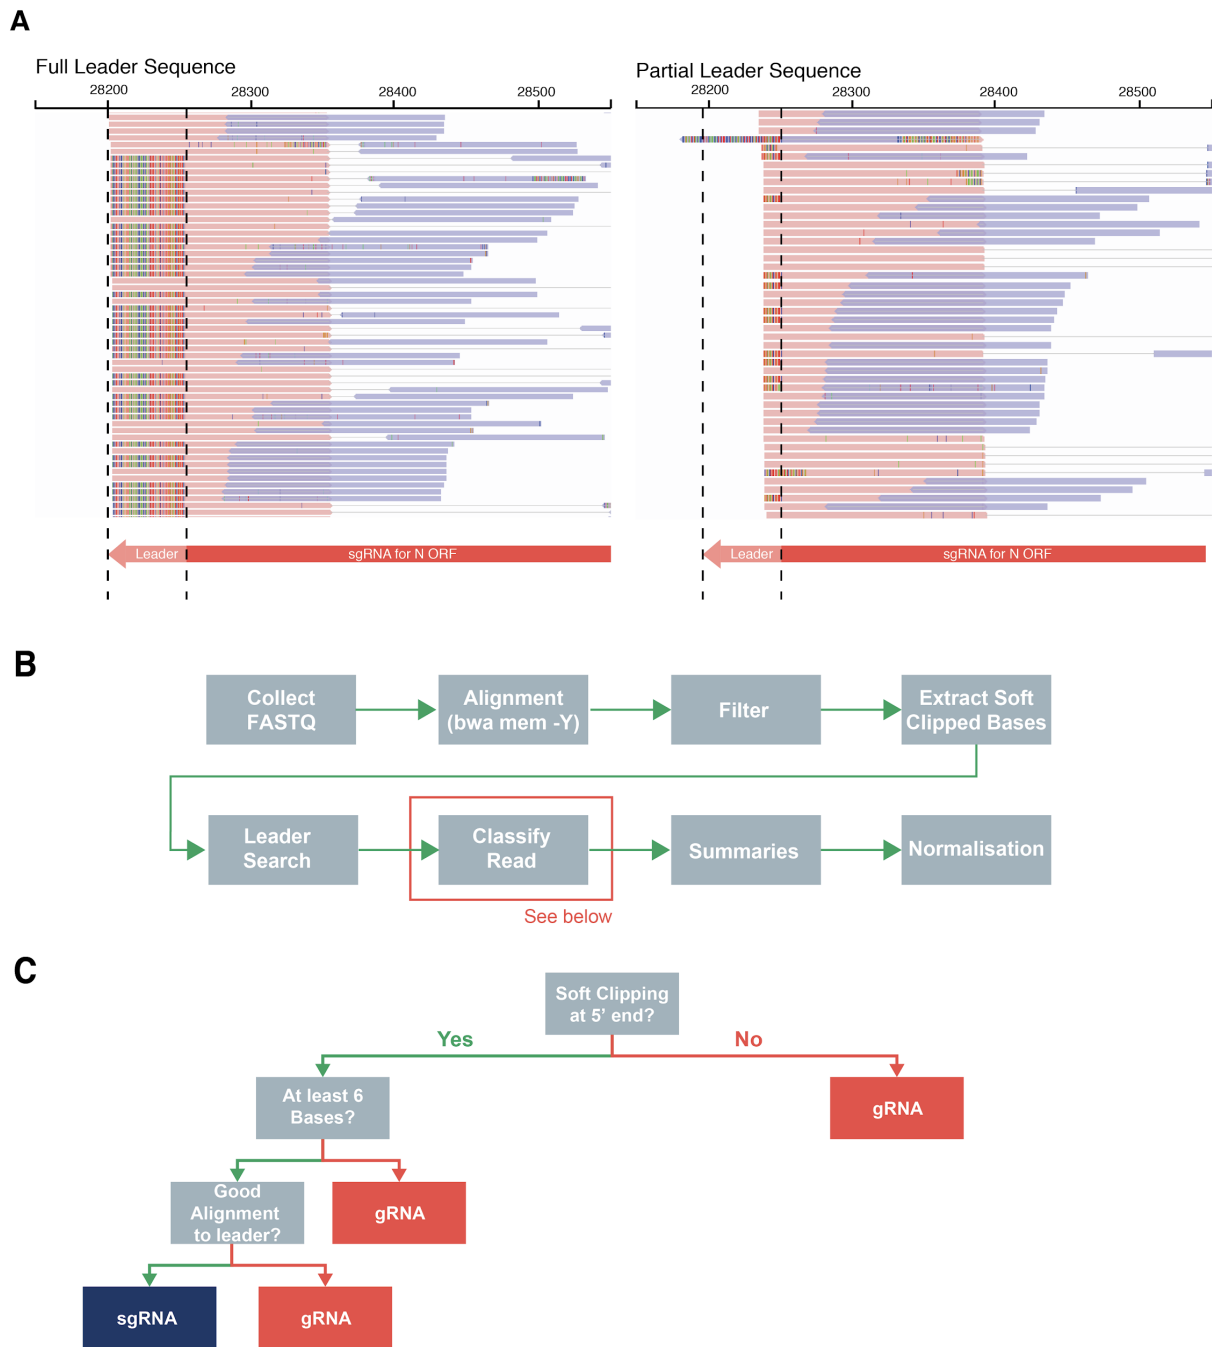 A
Full Leader Sequence
28200 28300 28400 28500
Leader
sgRNA for N ORF
Partial Leader Sequence
28200 28300 28400 28500
Leader
sgRNA for N ORF
B
Collect
FASTQ
Alignment
(bwa mem -Y)
Filter
Extract Soft
Clipped Bases
Leader
Search
Classify
Read
Summaries
Normalisation
See below
C
Soft Clipping
at 5' end?
Yes
No
At least 6
Bases?
gRNA
Good
Alignment
to leader?
gRNA
sgRNA
gRNA